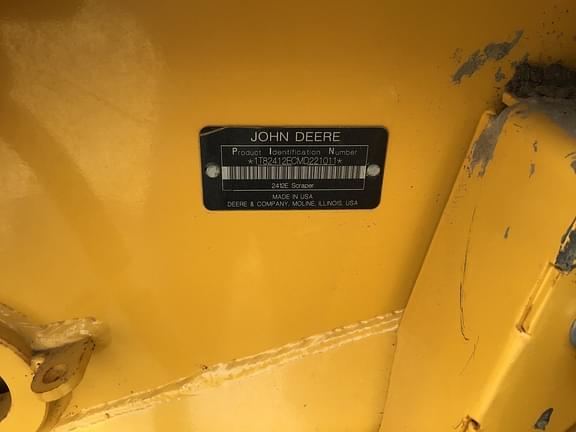 JOHN DEERE
Product Identification Number
*1T82412ECMD221011*
2412E Scraper
MADE IN USA
DEERE & COMPANY, MOLINE, ILLINOIS, USA